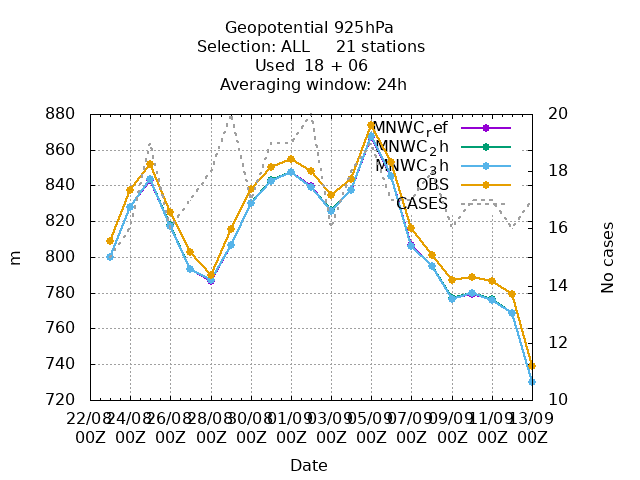 Geopotential 925hPa
Selection: ALL     21 stations
Used  18 + 06
Averaging window: 24h
880
860
840
820
800
780
760
740
720
m
20
18
16
14
12
10
No cases
MNWC_ref
MNWC_2h
MNWC_3h
OBS
CASES
22/08 24/08 26/08 28/08 30/08 01/09 03/09 05/09 07/09 09/09 11/09 13/09
00Z 00Z 00Z 00Z 00Z 00Z 00Z 00Z 00Z 00Z 00Z 00Z
Date